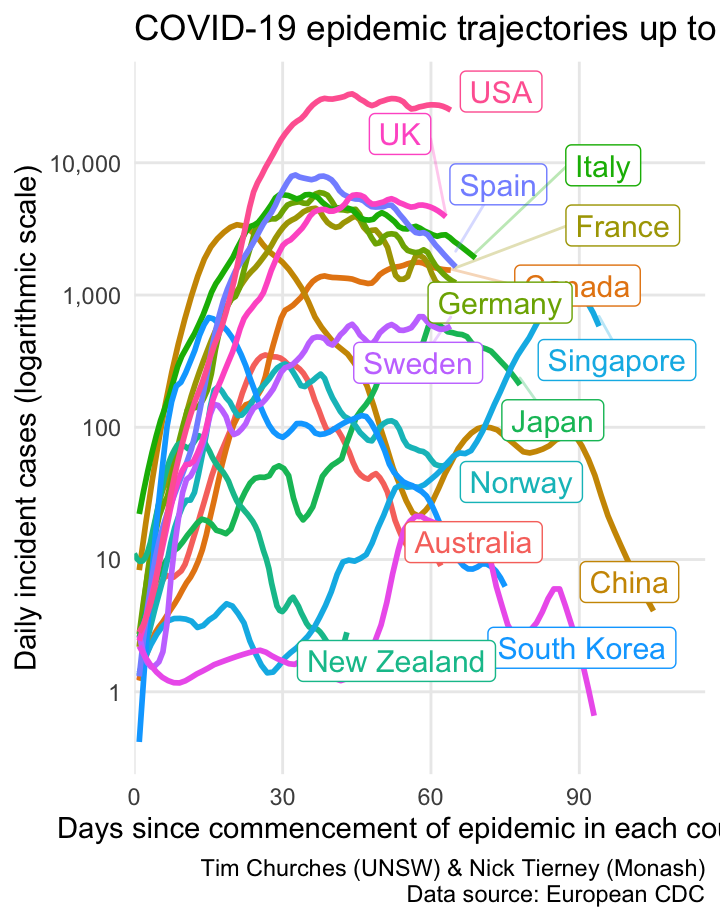 COVID-19 epidemic trajectories up to
Daily incident cases (logarithmic scale)
10,000
1,000
100
10
1
USA
UK
Italy
Spain
France
Canada
Germany
Singapore
Sweden
Japan
Norway
Australia
China
South Korea
New Zealand
0 30 60 90
Days since commencement of epidemic in each cou
Tim Churches (UNSW) & Nick Tierney (Monash)
Data source: European CDC